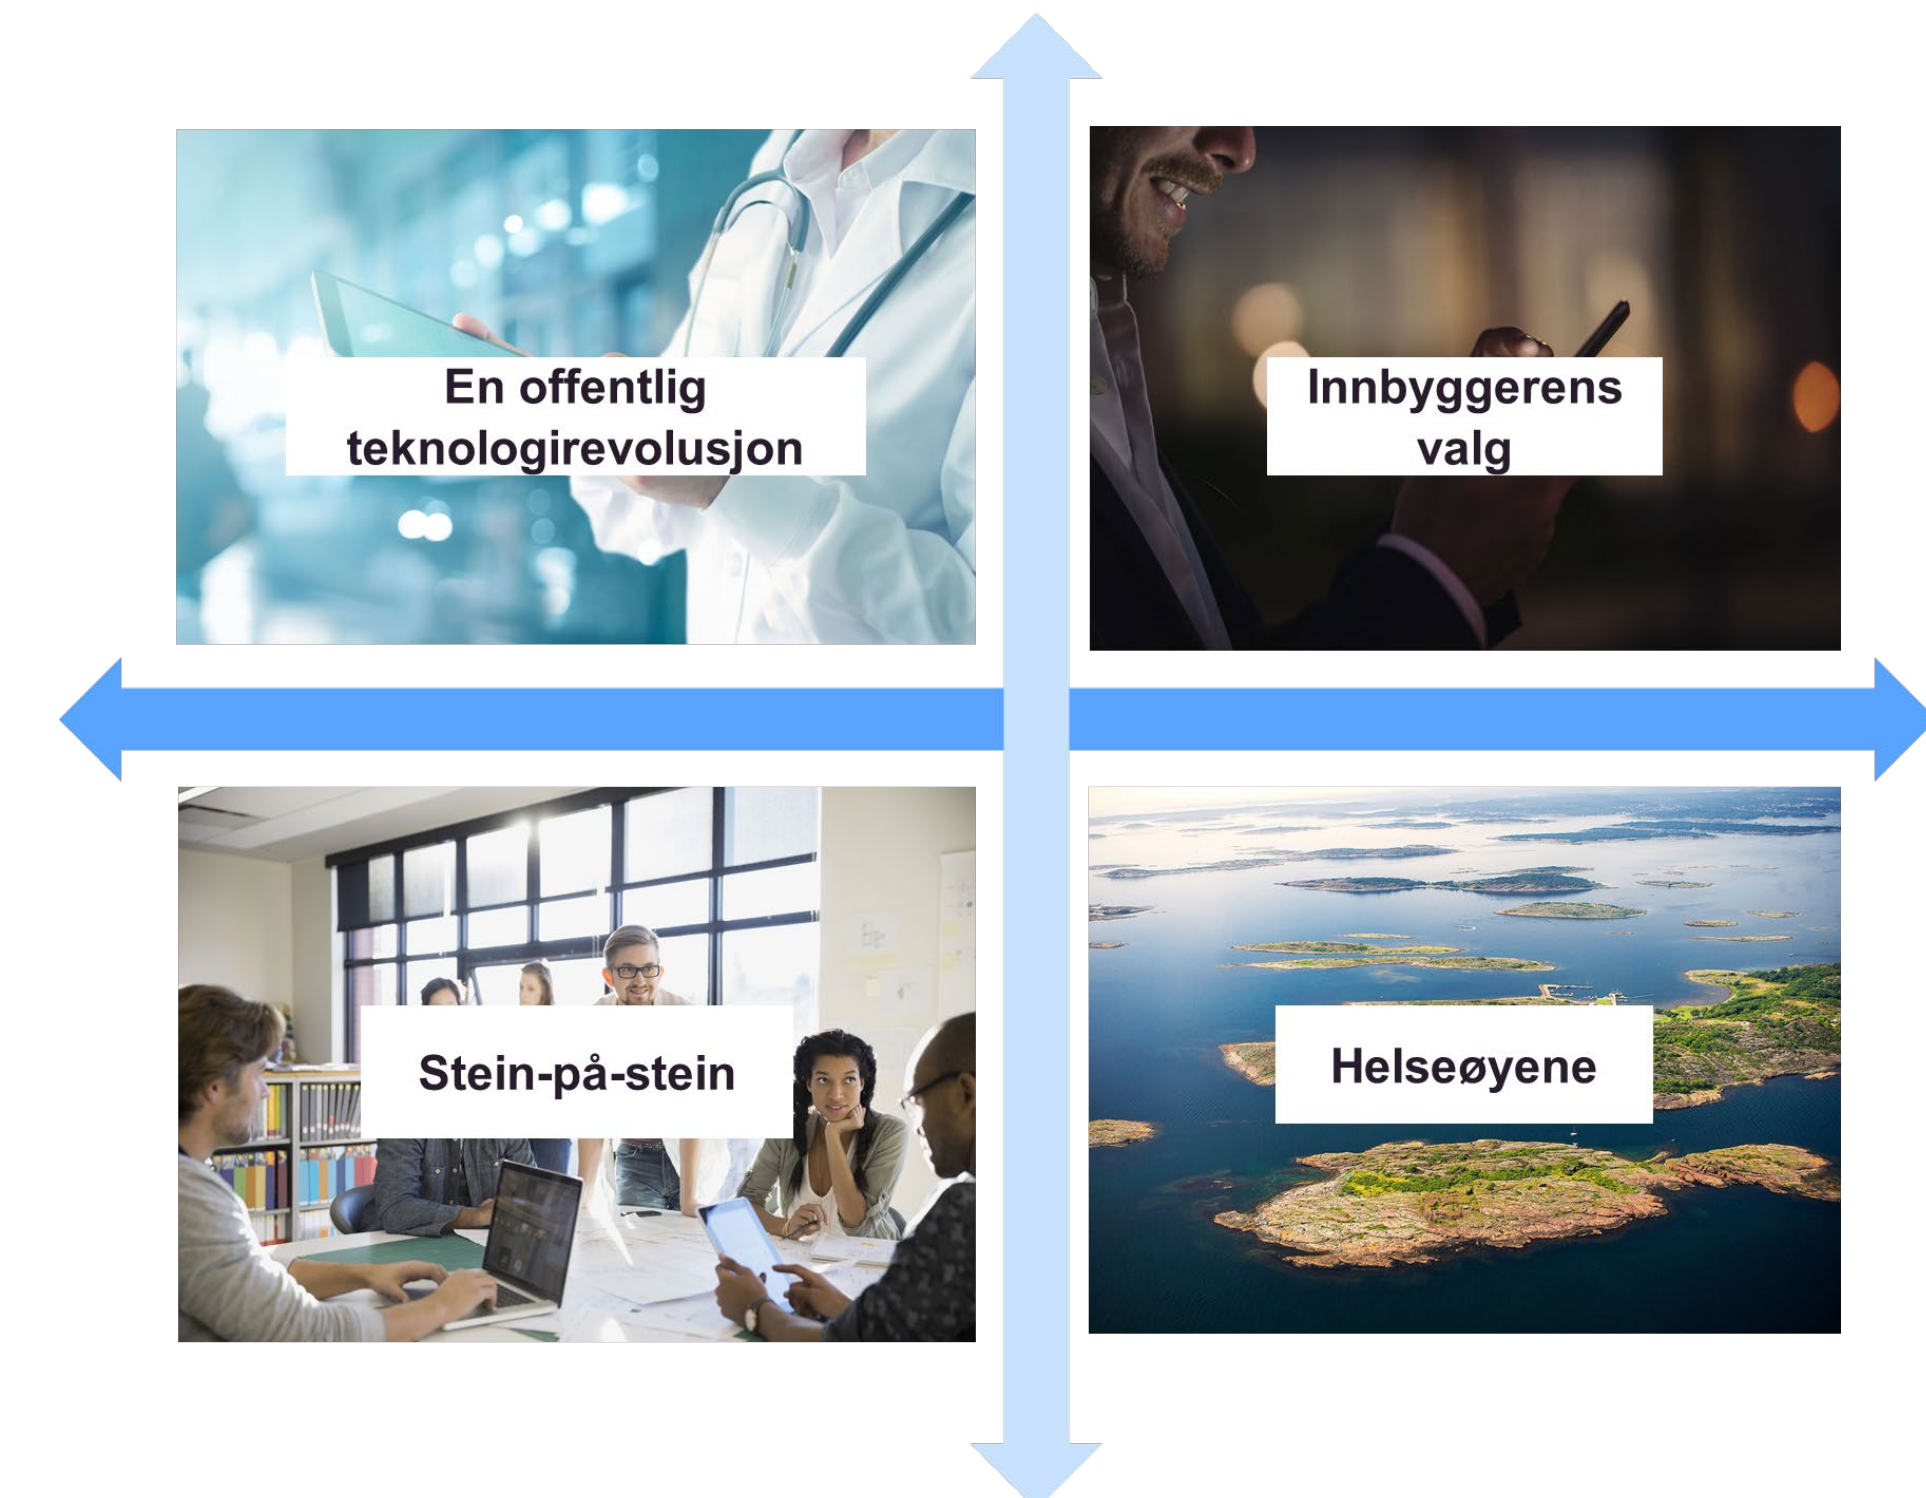 En offentlig
teknologirevolusjon
Innbyggerens
valg
Stein-på-stein
Helseøyene